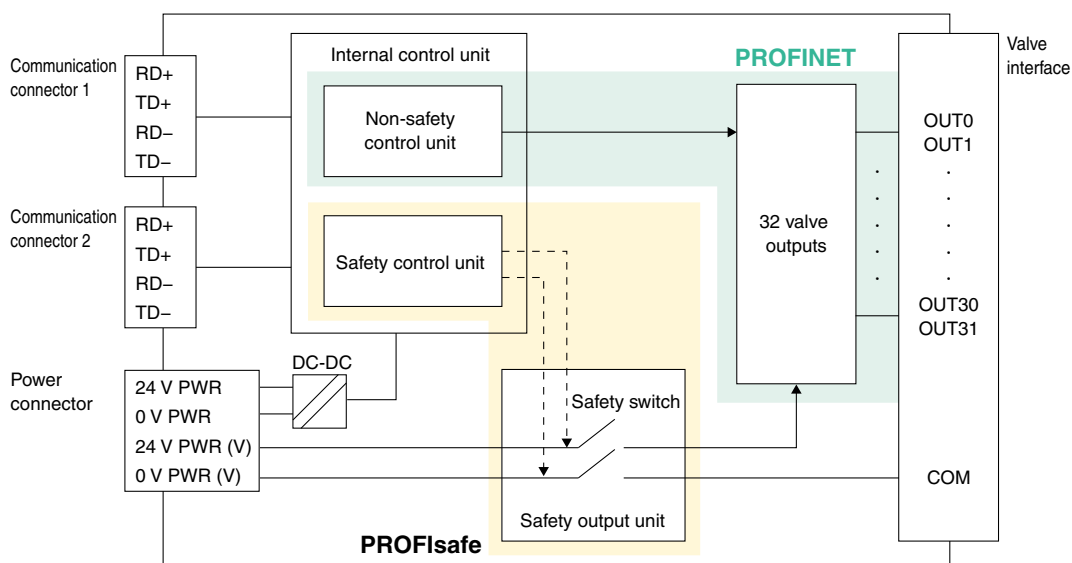 Communication
connector 1
RD+
TD+
RD−
TD−
Communication
connector 2
RD+
TD+
RD−
TD−
Power
connector
24 V PWR
0 V PWR
24 V PWR (V)
0 V PWR (V)
Internal control unit
Non-safety
control unit
Safety control unit
DC-DC
PROFINET
32 valve
outputs
Safety switch
Safety output unit
PROFIsafe
Valve
interface
OUT0
OUT1
OUT30
OUT31
COM